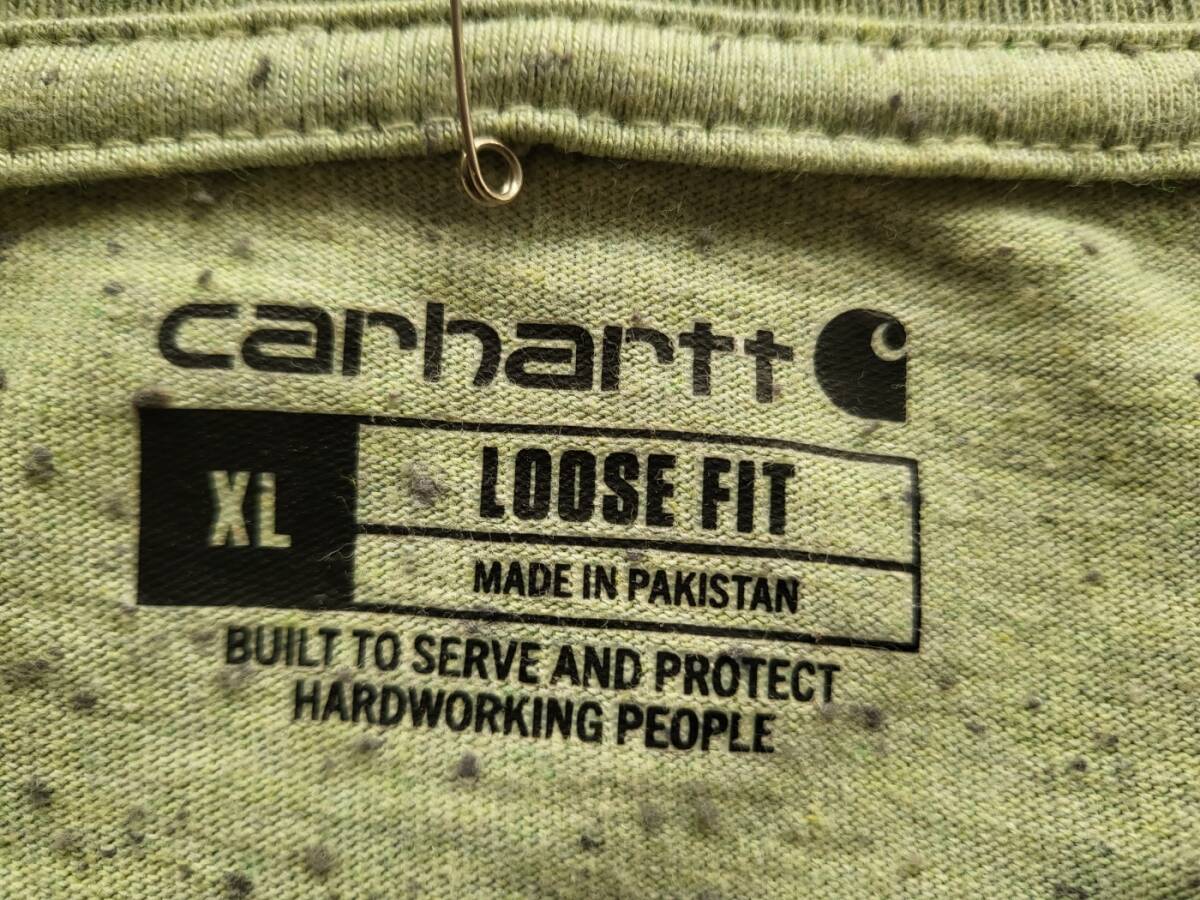 carhartt
XL
LOOSE FIT
MADE IN PAKISTAN
BUILT TO SERVE AND PROTECT
HARDWORKING PEOPLE